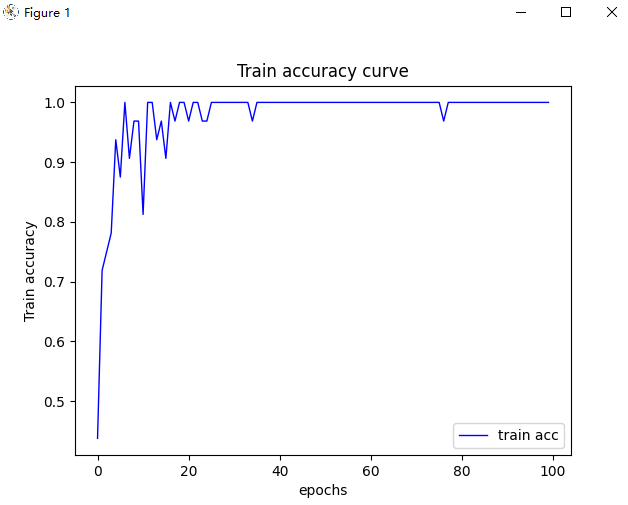 Figure 1
Train accuracy curve
Train accuracy
1.0
0.9
0.8
0.7
0.6
0.5
train acc
0 20 40 60 80 100
epochs